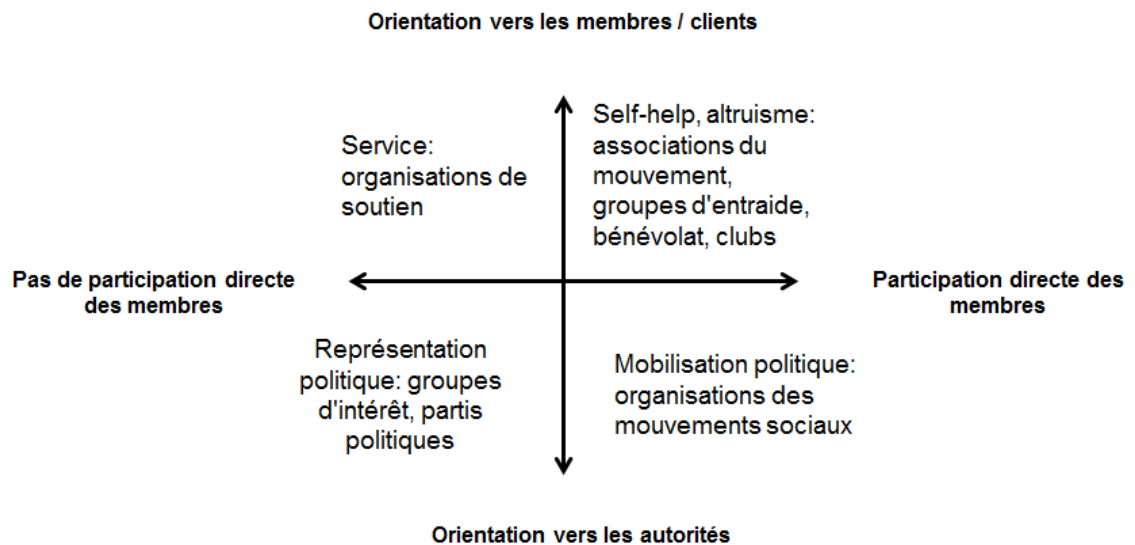 Orientation vers les membres / clients
Service:
organisations de
soutien
Self-help, altruisme:
associations du
mouvement,
groupes d'entraide,
bénévolat, clubs
Pas de participation directe
des membres
Participation directe des
membres
Représentation
politique: groupes
d'intérêt, partis
politiques
Mobilisation politique:
organisations des
mouvements sociaux
Orientation vers les autorités